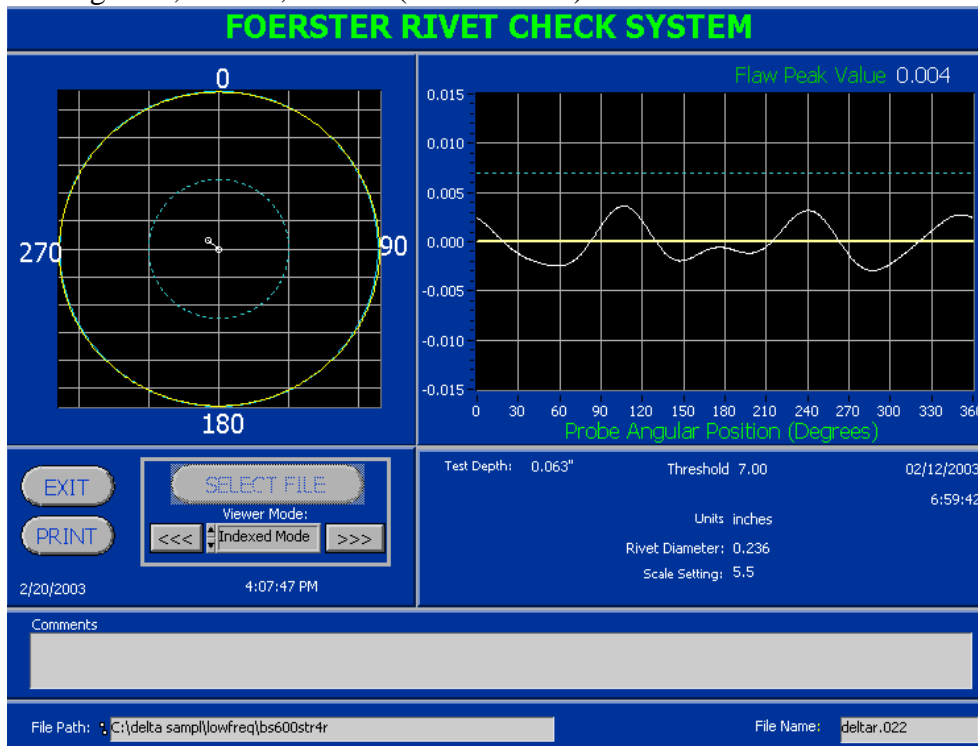 FOERSTER RIVET CHECK SYSTEM
0
270
90
180
Flaw Peak Value 0.004
0.015
0.010
0.005
0.000
-0.005
-0.010
-0.015
0 30 60 90 120 150 180 210 240 270 300 330 360
Probe Angular Position (Degrees)
EXIT
SELECT FILE
Viewer Mode:
PRINT
<<< Indexed Mode >>>
2/20/2003 4:07:47 PM
Test Depth: 0.063" Threshold 7.00 02/12/2003
6:59:42
Units inches
Rivet Diameter: 0.236
Scale Setting: 5.5
Comments
File Path: C:\delta sampl\lowfreq\bs600str4r File Name: deltar.022